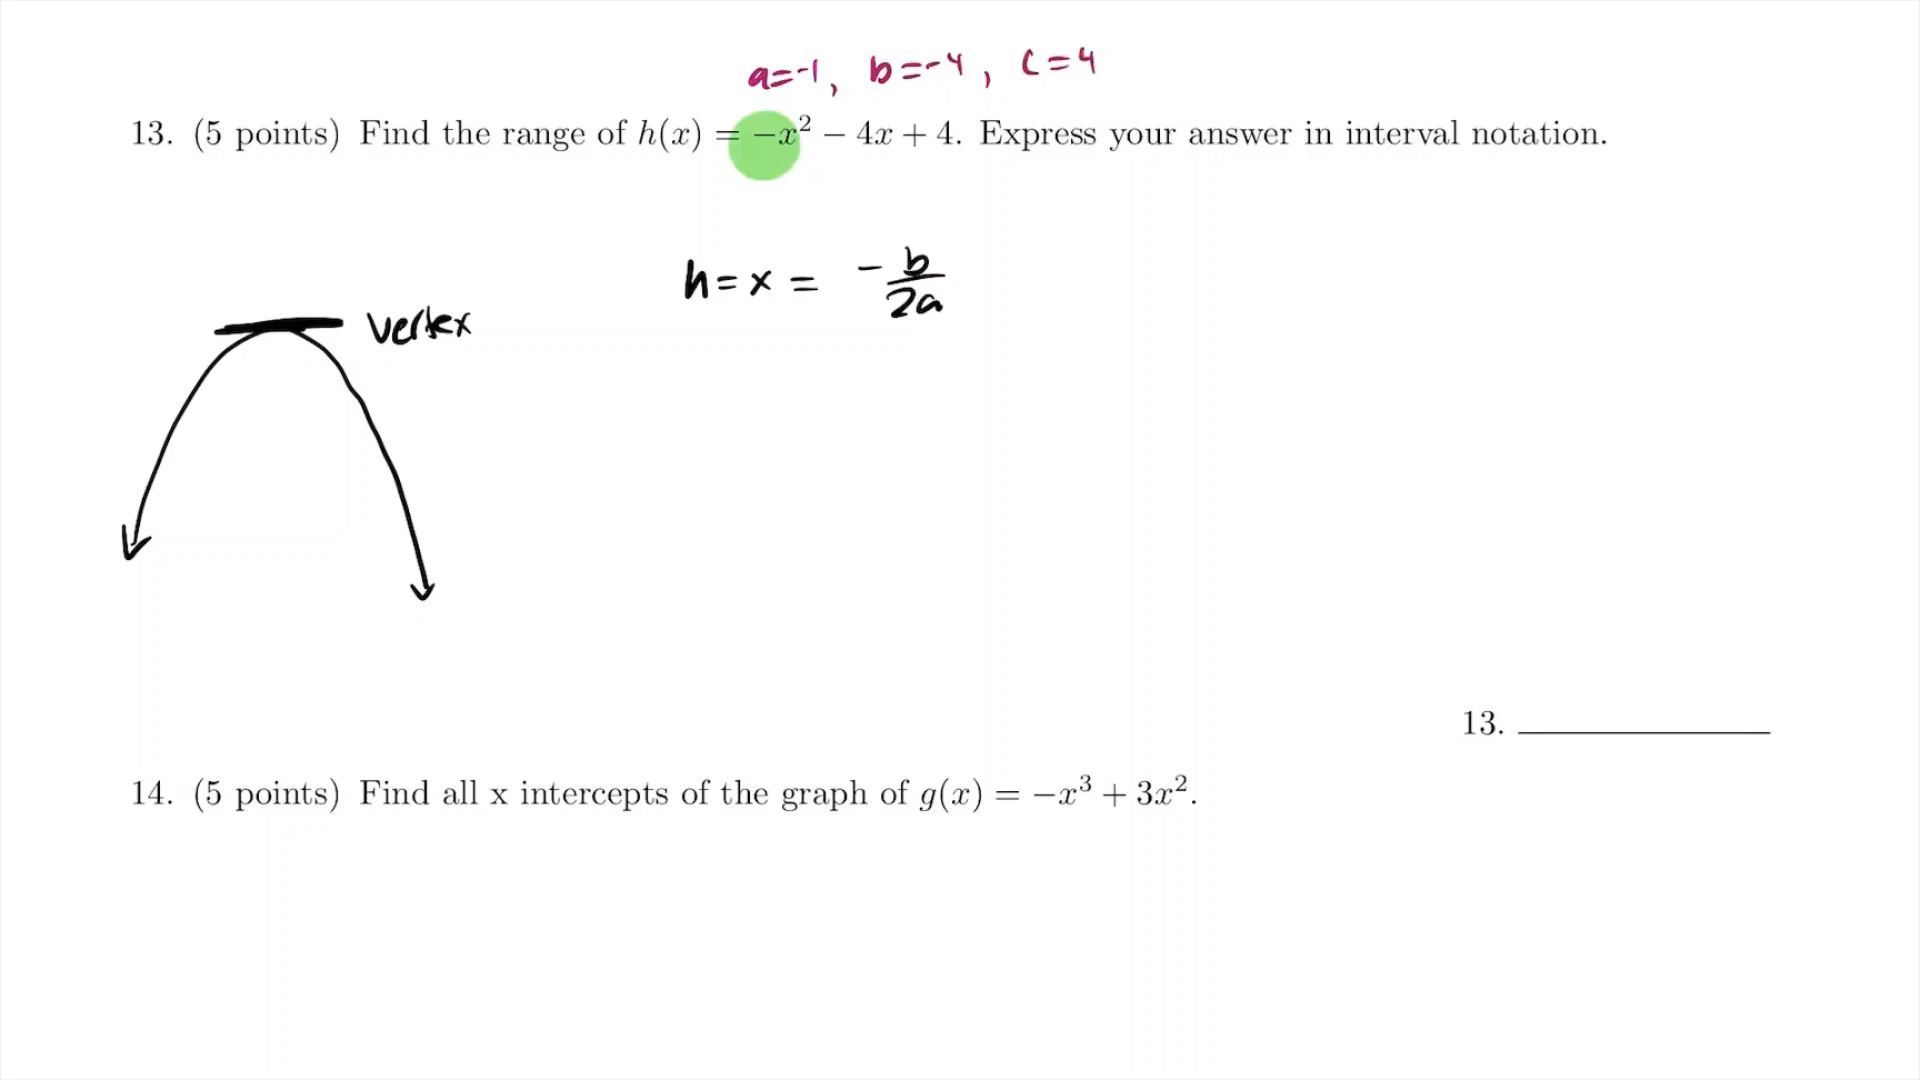 a=-1, b=-4, c=4
13. (5 points) Find the range of h(x) = −x² − 4x + 4. Express your answer in interval notation.
h=x= -b/2a
vertex
13.
14. (5 points) Find all x intercepts of the graph of g(x) = −x³ + 3x².